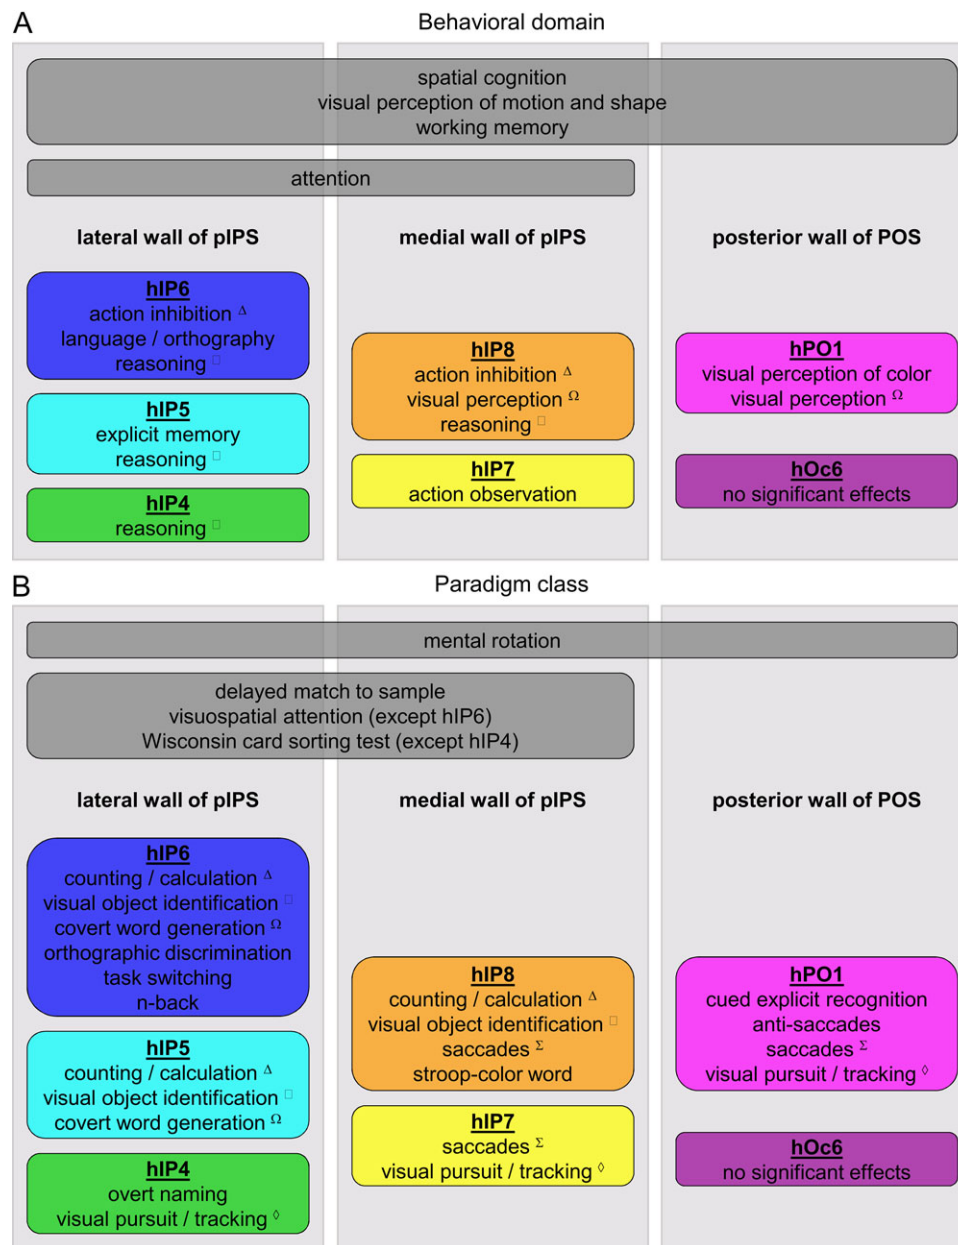 A
Behavioral domain
spatial cognition
visual perception of motion and shape
working memory
attention
lateral wall of pIPS
medial wall of pIPS
posterior wall of POS
hIP6
action inhibition Δ
language / orthography
reasoning □
hIP5
explicit memory
reasoning □
hIP4
reasoning □
hIP8
action inhibition Δ
visual perception Ω
reasoning □
hIP7
action observation
hPO1
visual perception of color
visual perception Ω
hOc6
no significant effects
B
Paradigm class
mental rotation
delayed match to sample
visuospatial attention (except hIP6)
Wisconsin card sorting test (except hIP4)
lateral wall of pIPS
medial wall of pIPS
posterior wall of POS
hIP6
counting / calculation Δ
visual object identification □
covert word generation Ω
orthographic discrimination
task switching
n-back
hIP5
counting / calculation Δ
visual object identification □
covert word generation Ω
hIP4
overt naming
visual pursuit / tracking ◊
hIP8
counting / calculation Δ
visual object identification □
saccades Σ
stroop-color word
hIP7
saccades Σ
visual pursuit / tracking ◊
hPO1
cued explicit recognition
anti-saccades
saccades Σ
visual pursuit / tracking ◊
hOc6
no significant effects